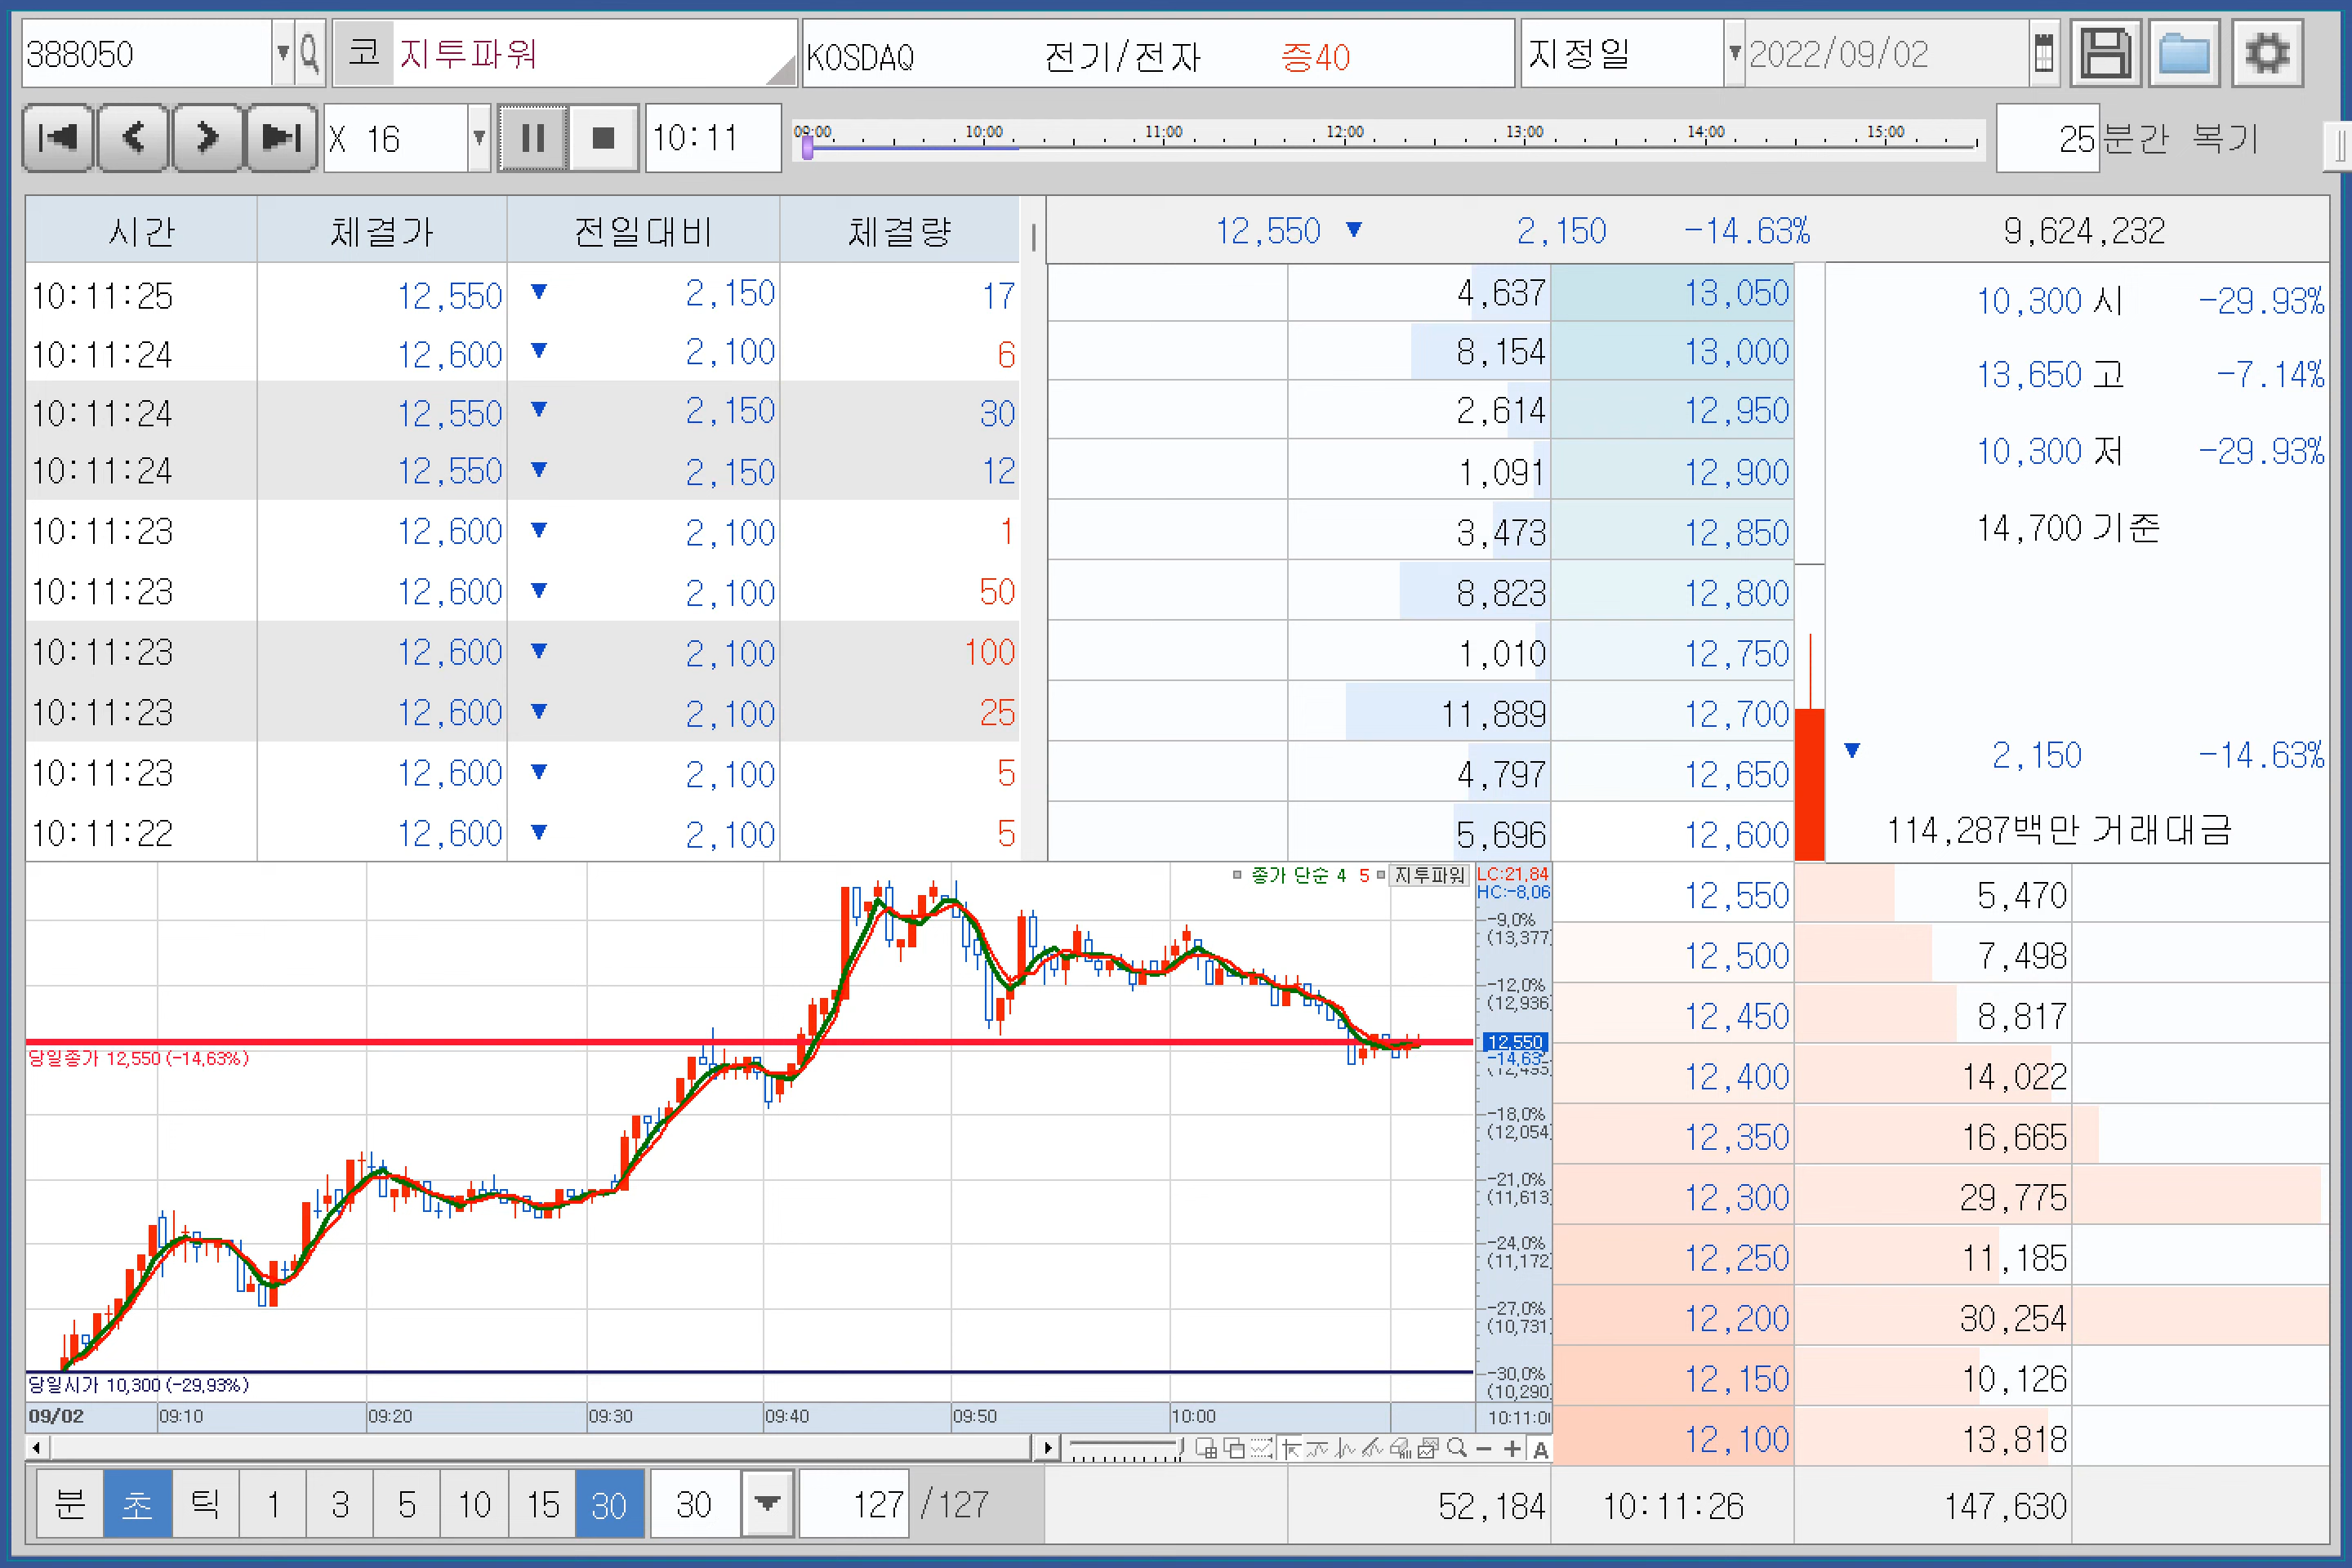 388050 코 지투파워 KOSDAQ 전기/전자 증40 지정일 2022/09/02
X 16 10:11 09:00 10:00 11:00 12:00 13:00 14:00 15:00 25 분간 복기
시간 체결가 전일대비 체결량 12,550 ▼ 2,150 -14.63% 9,624,232
10:11:25 12,550 ▼ 2,150 17 4,637 13,050 10,300 시 -29.93%
10:11:24 12,600 ▼ 2,100 6 8,154 13,000 13,650 고 -7.14%
10:11:24 12,550 ▼ 2,150 30 2,614 12,950
10:11:24 12,550 ▼ 2,150 12 1,091 12,900 10,300 저 -29.93%
10:11:23 12,600 ▼ 2,100 1 3,473 12,850 14,700 기준
10:11:23 12,600 ▼ 2,100 50 8,823 12,800
10:11:23 12,600 ▼ 2,100 100 1,010 12,750
10:11:23 12,600 ▼ 2,100 25 11,889 12,700
10:11:23 12,600 ▼ 2,100 5 4,797 12,650 ▼ 2,150 -14.63%
10:11:22 12,600 ▼ 2,100 5 5,696 12,600 114,287백만 거래대금
종가 단순 4 5 지투파워 LC:21,84
HC:-8,06
12,550 5,470
-9,0%
(13,377)
12,500 7,498
-12,0%
(12,936)
12,450 8,817
12,550
당일종가 12,550 (-14,63%) -14,63
12,400 14,022
-18,0%
(12,054)
12,350 16,665
-21,0%
(11,613)
12,300 29,775
-24,0%
(11,172)
12,250 11,185
-27,0%
(10,731)
12,200 30,254
-30,0%
당일시가 10,300 (-29,93%) (10,290)
12,150 10,126
09/02 09:10 09:20 09:30 09:40 09:50 10:00 10:11:0
12,100 13,818
A
분 초 틱 1 3 5 10 15 30 30 127 /127 52,184 10:11:26 147,630